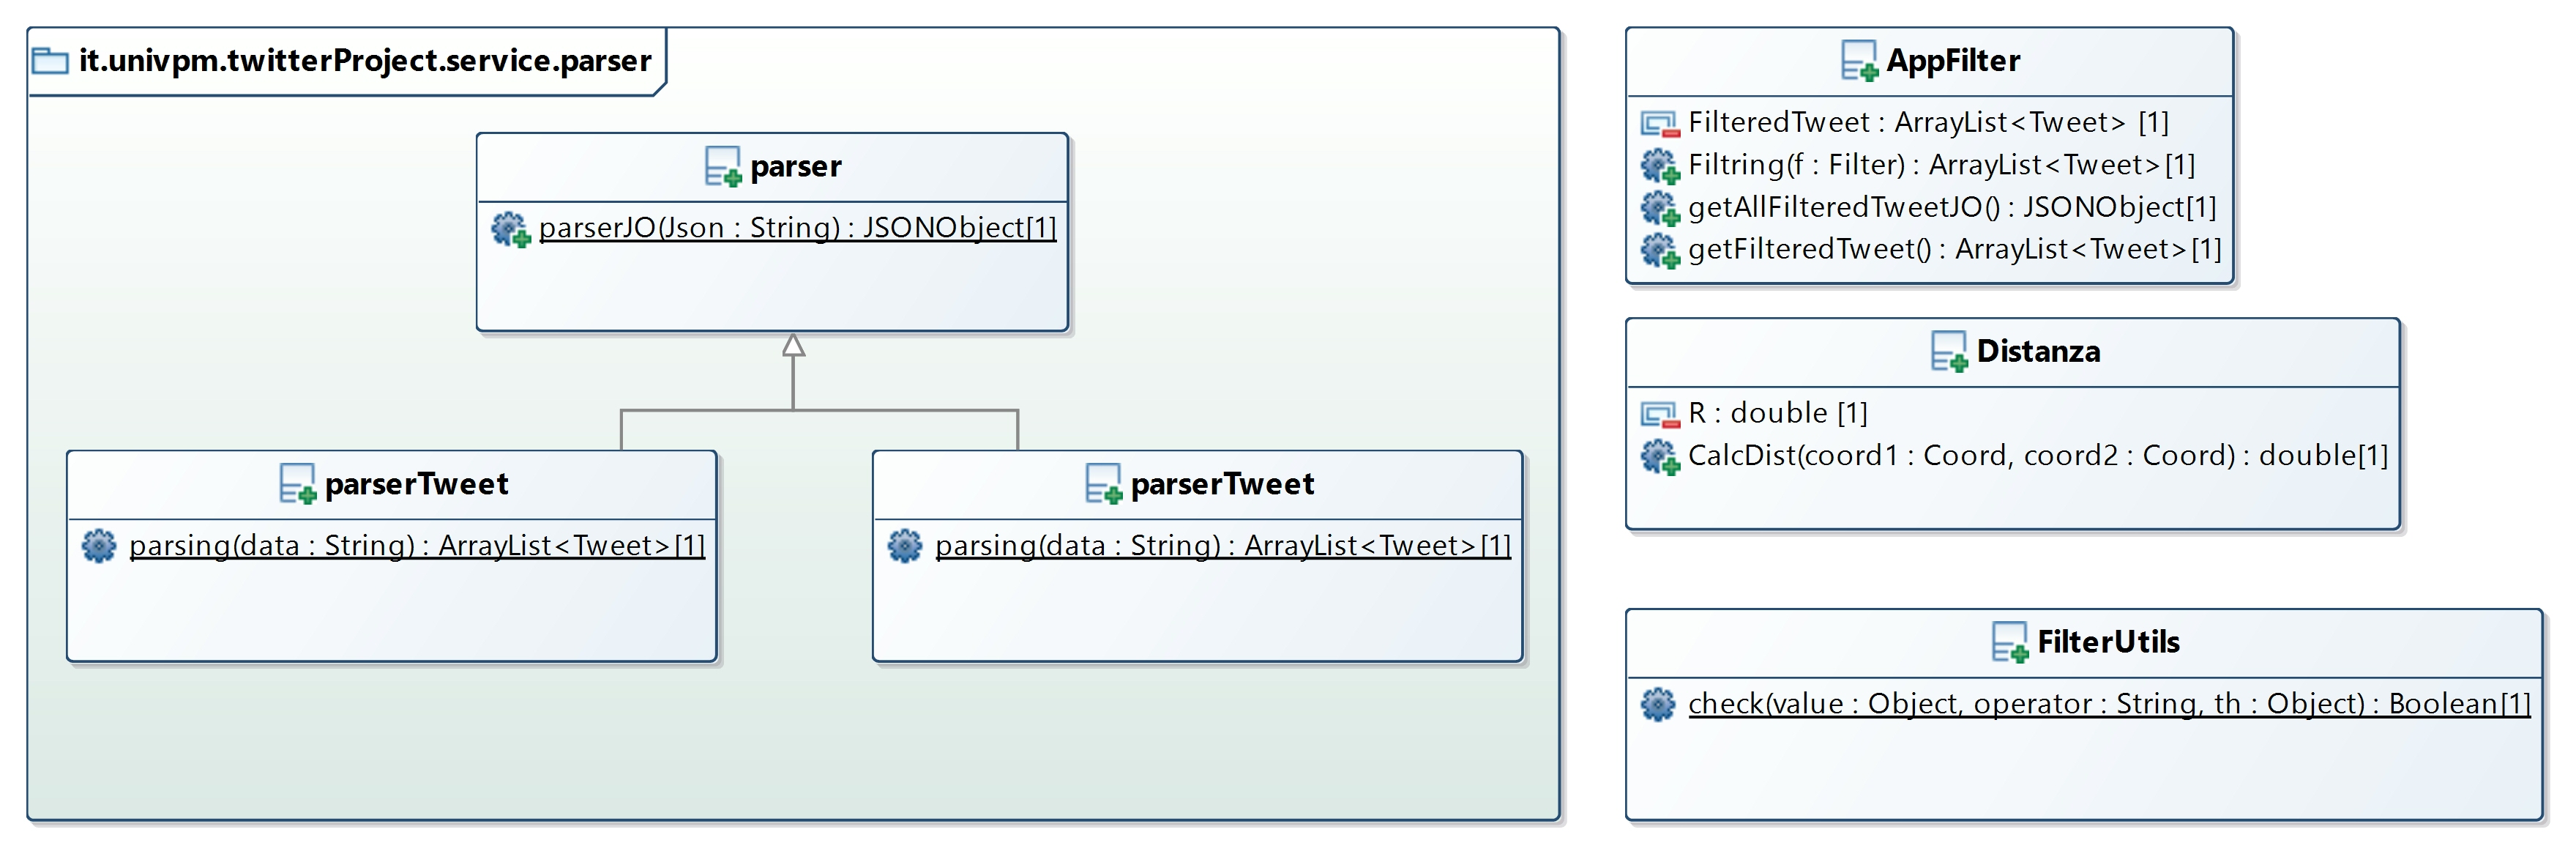 it.univpm.twitterProject.service.parser
parser
parserJO(Json : String) : JSONObject[1]
parserTweet
parsing(data : String) : ArrayList<Tweet>[1]
parserTweet
parsing(data : String) : ArrayList<Tweet>[1]
AppFilter
FilteredTweet : ArrayList<Tweet> [1]
Filtring(f : Filter) : ArrayList<Tweet>[1]
getAllFilteredTweetJO() : JSONObject[1]
getFilteredTweet() : ArrayList<Tweet>[1]
Distanza
R : double [1]
CalcDist(coord1 : Coord, coord2 : Coord) : double[1]
FilterUtils
check(value : Object, operator : String, th : Object) : Boolean[1]